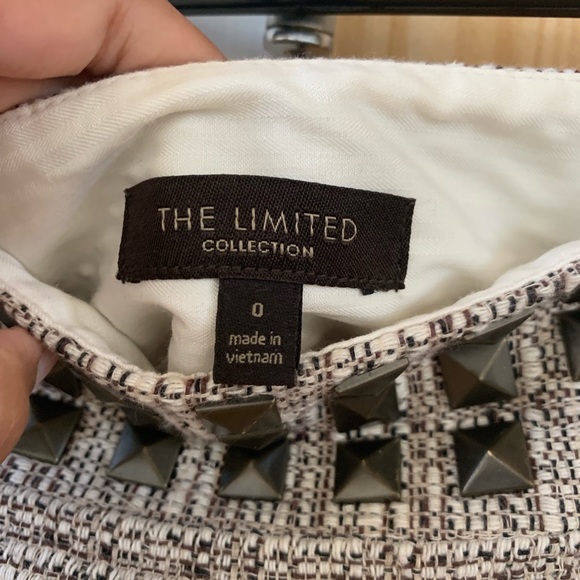 THE LIMITED
COLLECTION
0
made in
vietnam